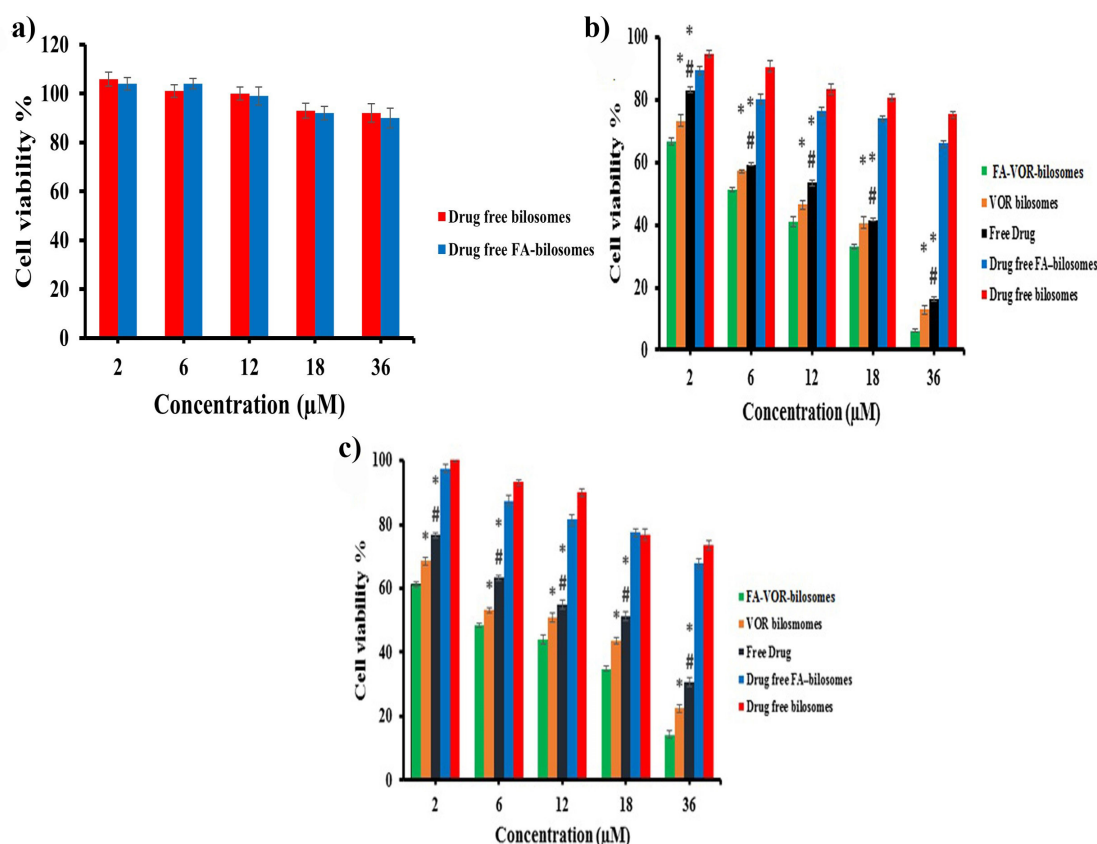 a)
120
100
80
60
40
20
0
Cell viability %
2 6 12 18 36
Concentration (μM)
Drug free bilosomes
Drug free FA-bilosomes
b)
100
80
60
40
20
0
Cell viability %
* * #
* * #
* * #
* * #
* * #
2 6 12 18 36
Concentration (μM)
FA-VOR-bilosomes
VOR bilosomes
Free Drug
Drug free FA-bilosomes
Drug free bilosomes
c)
100
80
60
40
20
0
Cell viability %
* * #
* * #
* * #
* * #
* * #
2 6 12 18 36
Concentration (μM)
FA-VOR-bilosomes
VOR bilosmomes
Free Drug
Drug free FA-bilosomes
Drug free bilosomes